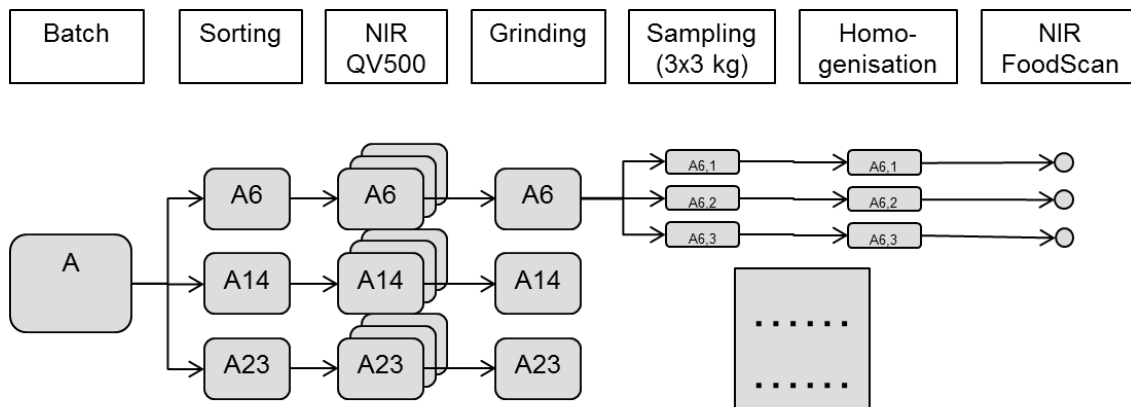 Batch
Sorting
NIR
QV500
Grinding
Sampling
(3x3 kg)
Homo-
genisation
NIR
FoodScan
A
A6
A6
A6
A6,1
A6,1
A6,2
A6,2
A6,3
A6,3
A14
A14
A14
......
A23
A23
A23
......